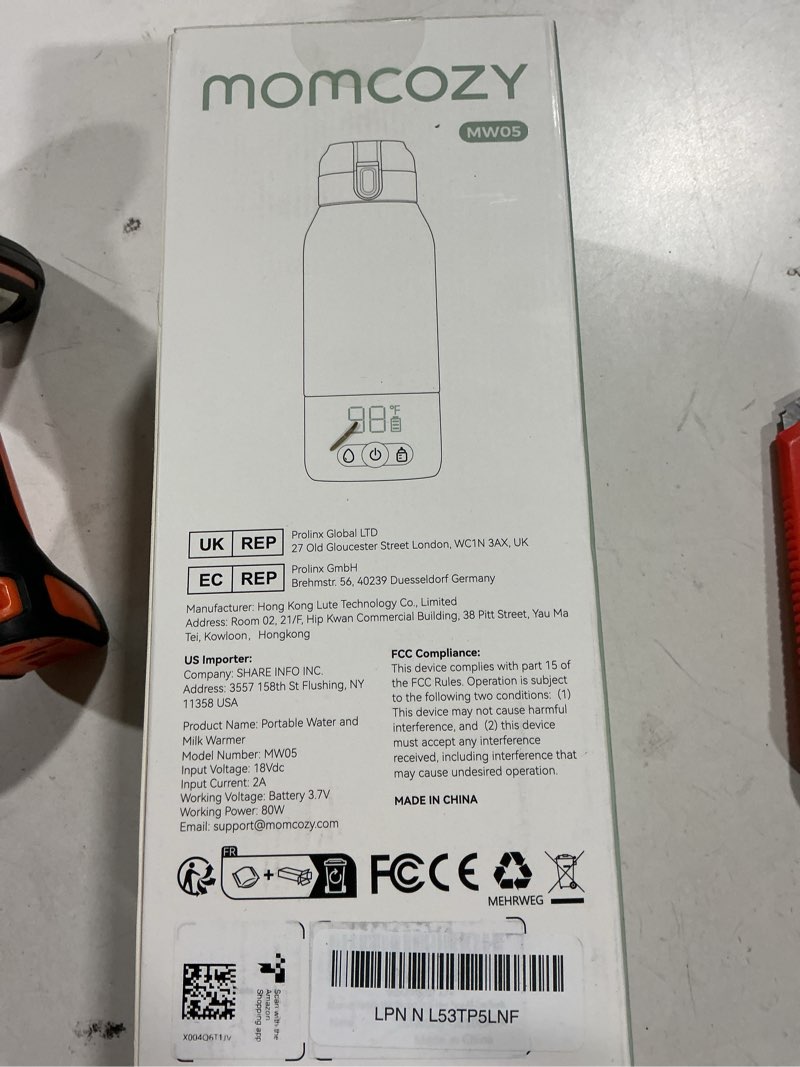 momcozy
MW05
98 °F
UK REP
Prolinx Global LTD
27 Old Gloucester Street London, WC1N 3AX, UK
EC REP
Prolinx GmbH
Brehmstr. 56, 40239 Duesseldorf Germany
Manufacturer: Hong Kong Lute Technology Co., Limited
Address: Room 02, 21/F, Hip Kwan Commercial Building, 38 Pitt Street, Yau Ma
Tei, Kowloon, Hongkong
US Importer:
Company: SHARE INFO INC.
Address: 3557 158th St Flushing, NY
11358 USA
Product Name: Portable Water and
Milk Warmer
Model Number: MW05
Input Voltage: 18Vdc
Input Current: 2A
Working Voltage: Battery 3.7V
Working Power: 80W
Email: support@momcozy.com
FCC Compliance:
This device complies with part 15 of
the FCC Rules. Operation is subject
to the following two conditions: (1)
This device may not cause harmful
interference, and (2) this device
must accept any interference
received, including interference that
may cause undesired operation.
MADE IN CHINA
FR
+
FC CE
MEHRWEG
X004Q6T1JV
Scan with the
Amazon
Shopping app
LPN N L53TP5LNF